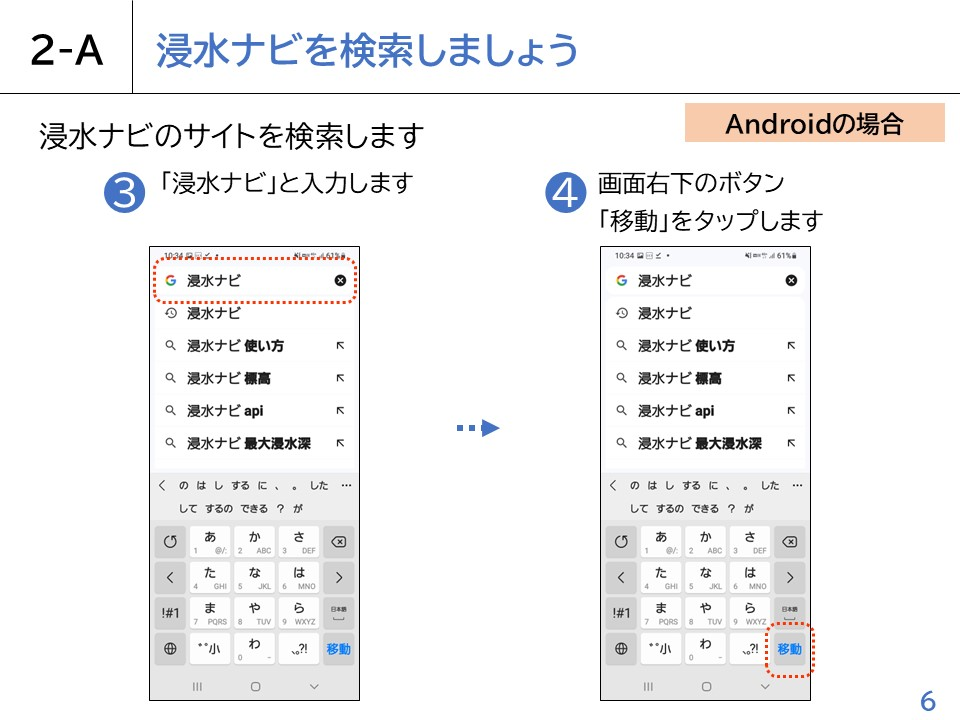 2-A
浸水ナビを検索しましょう
浸水ナビのサイトを検索します
Androidの場合
❸ 「浸水ナビ」と入力します
❹ 画面右下のボタン
「移動」をタップします
10:34
61%
浸水ナビ
浸水ナビ
浸水ナビ 使い方
浸水ナビ 標高
浸水ナビ api
浸水ナビ 最大浸水深
の は し する に 、 。 した …
して するの できる ? が
あ か さ
1 @/: 2 ABC 3 DEF
た な は
4 GHI 5 JKL 6 MNO
!#1 ま や ら 日本語
7 PQRS 8 TUV 9 WXYZ
゛゜小 わ 、。?! 移動
0 -
10:34
61%
浸水ナビ
浸水ナビ
浸水ナビ 使い方
浸水ナビ 標高
浸水ナビ api
浸水ナビ 最大浸水深
の は し する に 、 。 した …
して するの できる ? が
あ か さ
1 @/: 2 ABC 3 DEF
た な は
4 GHI 5 JKL 6 MNO
!#1 ま や ら 日本語
7 PQRS 8 TUV 9 WXYZ
゛゜小 わ 、。?! 移動
0 -
6